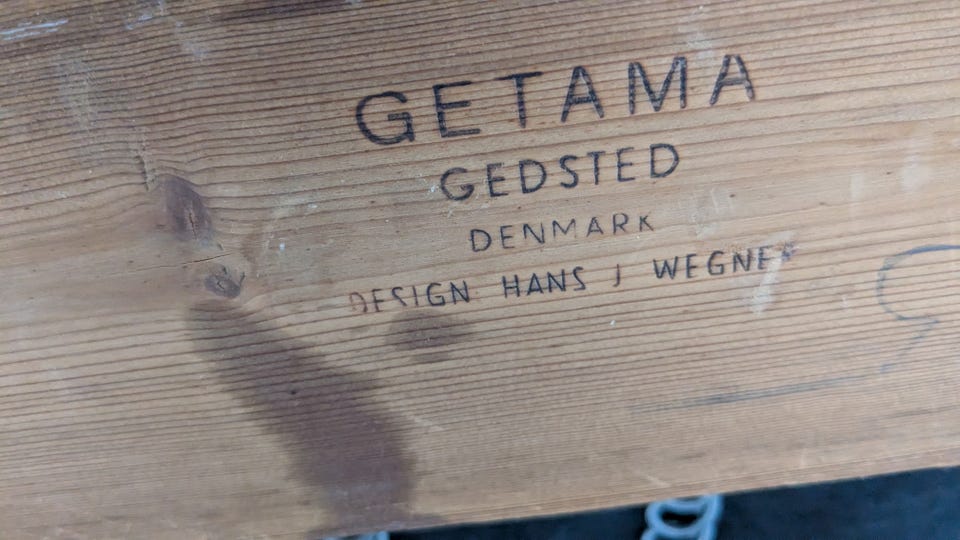 GETAMA
GEDSTED
DENMARK
DESIGN HANS J WEGNER